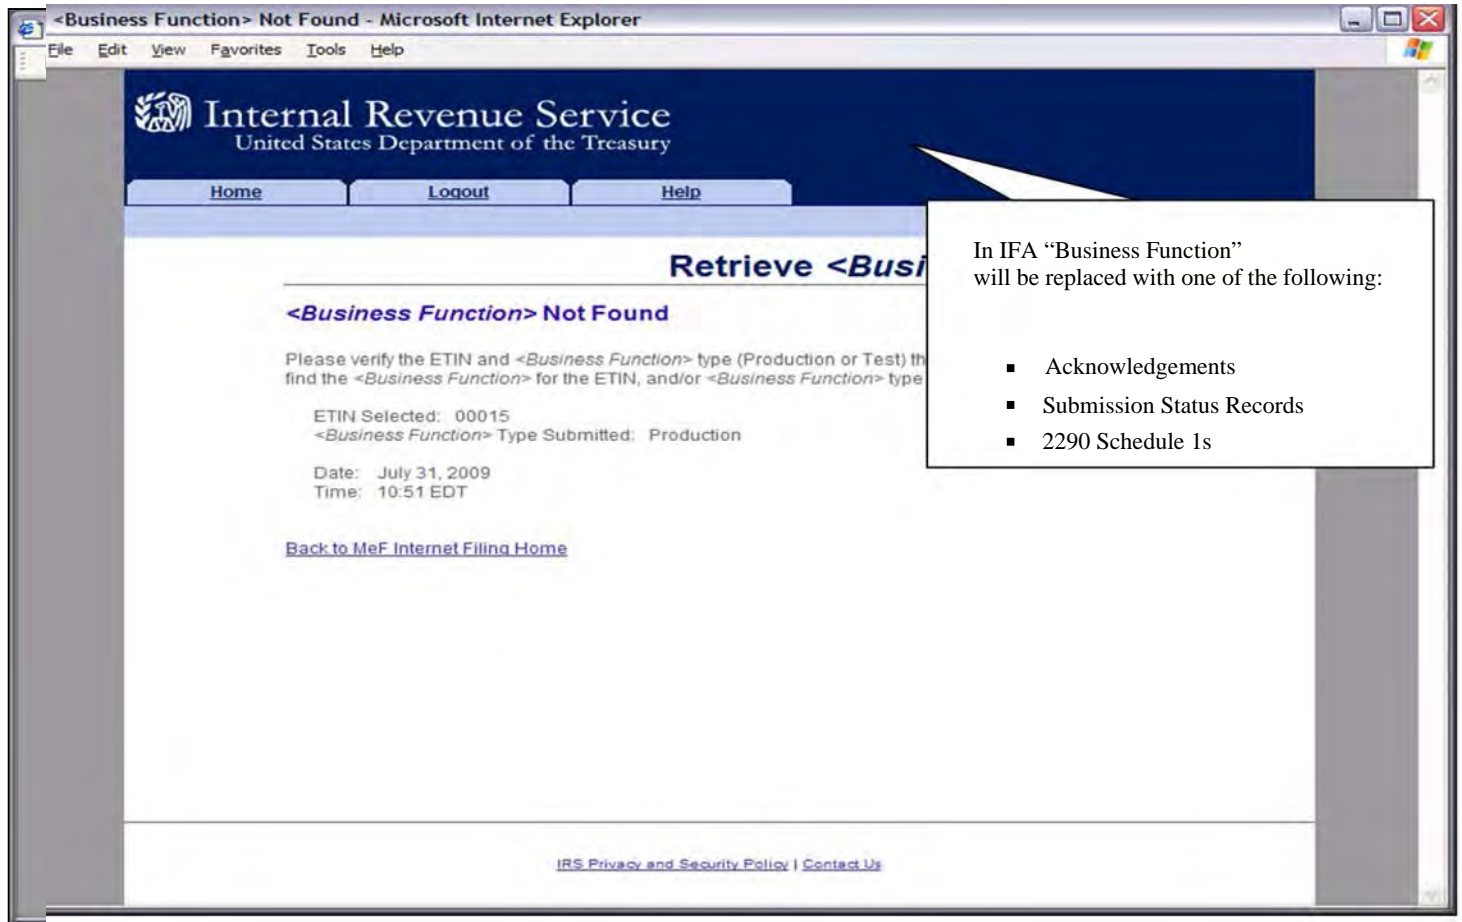 <Business Function> Not Found - Microsoft Internet Explorer
File Edit View Favorites Tools Help
Internal Revenue Service
United States Department of the Treasury
Home Logout Help
In IFA “Business Function”
will be replaced with one of the following:
▪ Acknowledgements
▪ Submission Status Records
▪ 2290 Schedule 1s
Retrieve <Busi
<Business Function> Not Found
Please verify the ETIN and <Business Function> type (Production or Test) th
find the <Business Function> for the ETIN, and/or <Business Function> type
ETIN Selected: 00015
<Business Function> Type Submitted: Production
Date: July 31, 2009
Time: 10:51 EDT
Back to MeF Internet Filing Home
IRS Privacy and Security Policy | Contact Us